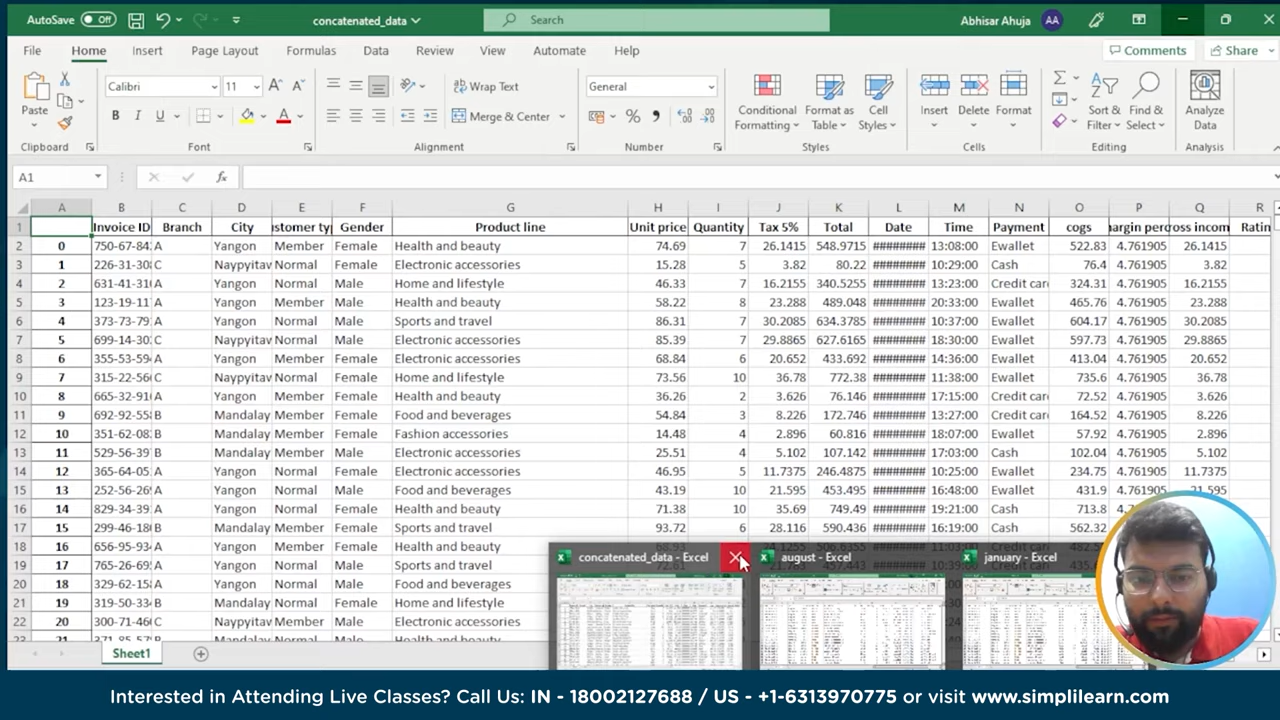 AutoSave Off concatenated_data Search Abhisar Ahuja AA
File Home Insert Page Layout Formulas Data Review View Automate Help Comments Share
Paste Calibri 11 Wrap Text General Conditional Formatting Format as Table Cell Styles Insert Delete Format Sort & Filter Find & Select Analyze Data
B I U A Merge & Center %
Clipboard Font Alignment Number Styles Cells Editing Analysis
A1 fx
A B C D E F G H I J K L M N O P Q R
1 Invoice ID Branch City stomer ty Gender Product line Unit price Quantity Tax 5% Total Date Time Payment cogs margin perc oss incom Ratin
2 0 750-67-84 A Yangon Member Female Health and beauty 74.69 7 26.1415 548.9715 ######## 13:08:00 Ewallet 522.83 4.761905 26.1415
3 1 226-31-30 C Naypyitav Normal Female Electronic accessories 15.28 5 3.82 80.22 ######## 10:29:00 Cash 76.4 4.761905 3.82
4 2 631-41-31 A Yangon Normal Male Home and lifestyle 46.33 7 16.2155 340.5255 ######## 13:23:00 Credit car 324.31 4.761905 16.2155
5 3 123-19-11 A Yangon Member Male Health and beauty 58.22 8 23.288 489.048 ######## 20:33:00 Ewallet 465.76 4.761905 23.288
6 4 373-73-79 A Yangon Normal Male Sports and travel 86.31 7 30.2085 634.3785 ######## 10:37:00 Ewallet 604.17 4.761905 30.2085
7 5 699-14-30 C Naypyitav Normal Male Electronic accessories 85.39 7 29.8865 627.6165 ######## 18:30:00 Ewallet 597.73 4.761905 29.8865
8 6 355-53-59 A Yangon Member Female Electronic accessories 68.84 6 20.652 433.692 ######## 14:36:00 Ewallet 413.04 4.761905 20.652
9 7 315-22-56 C Naypyitav Normal Female Home and lifestyle 73.56 10 36.78 772.38 ######## 11:38:00 Ewallet 735.6 4.761905 36.78
10 8 665-32-91 A Yangon Member Female Health and beauty 36.26 2 3.626 76.146 ######## 17:15:00 Credit car 72.52 4.761905 3.626
11 9 692-92-55 B Mandalay Member Female Food and beverages 54.84 3 8.226 172.746 ######## 13:27:00 Credit car 164.52 4.761905 8.226
12 10 351-62-08 B Mandalay Member Female Fashion accessories 14.48 4 2.896 60.816 ######## 18:07:00 Ewallet 57.92 4.761905 2.896
13 11 529-56-39 B Mandalay Member Male Electronic accessories 25.51 4 5.102 107.142 ######## 17:03:00 Cash 102.04 4.761905 5.102
14 12 365-64-05 A Yangon Normal Male Electronic accessories 46.95 5 11.7375 246.4875 ######## 10:25:00 Ewallet 234.75 4.761905 11.7375
15 13 252-56-26 A Yangon Normal Male Food and beverages 43.19 10 21.595 453.495 ######## 16:48:00 Ewallet 431.9 4.761905 21.595
16 14 829-34-39 A Yangon Normal Female Health and beauty 71.38 10 35.69 749.49 ######## 19:21:00 Cash 713.8
17 15 299-46-18 B Mandalay Member Female Sports and travel 93.72 6 28.116 590.436 ######## 16:19:00 Cash 562.32
18 16 656-95-93 A Yangon Member Female Health and beauty
19 17 765-26-69 A Yangon Normal Male Sports and travel
20 18 329-62-15 A Yangon Normal Male Food and beverages
21 19 319-50-33 B Mandalay Normal Female Home and lifestyle
22 20 300-71-46 C Yangon Member Male Electronic accessories
concatenated_data - Excel august - Excel january - Excel
Sheet1
Interested in Attending Live Classes? Call Us: IN - 18002127688 / US - +1-6313970775 or visit www.simplilearn.com